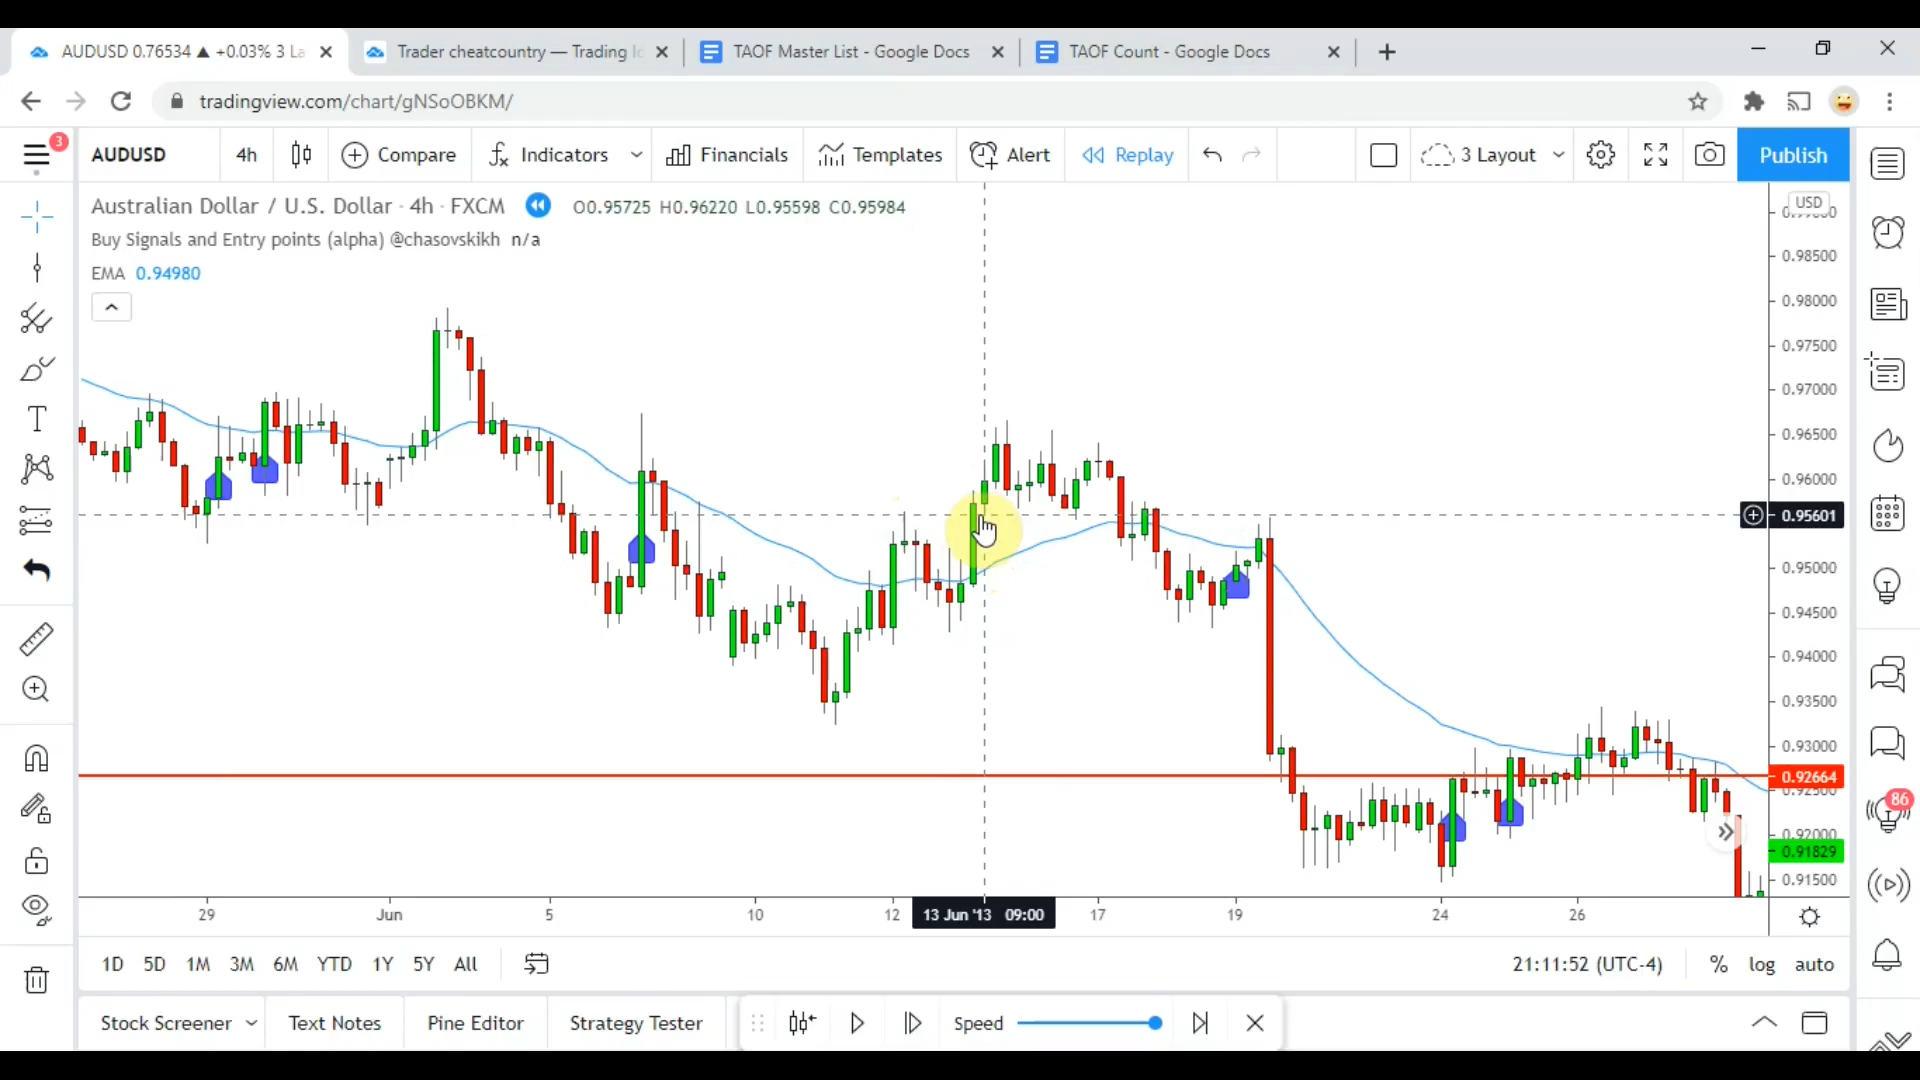 AUDUSD 0.76534 ▲ +0.03% 3 La
Trader cheatcountry — Trading Id
TAOF Master List - Google Docs
TAOF Count - Google Docs
tradingview.com/chart/gNSoOBKM/
3
AUDUSD
4h
Compare
Indicators
Financials
Templates
Alert
Replay
3 Layout
Publish
Australian Dollar / U.S. Dollar · 4h · FXCM
O0.95725 H0.96220 L0.95598 C0.95984
Buy Signals and Entry points (alpha) @chasovskikh n/a
EMA 0.94980
USD
0.98500
0.98000
0.97500
0.97000
0.96500
0.96000
0.95601
0.95000
0.94500
0.94000
0.93500
0.93000
0.92664
0.92500
0.92000
0.91829
0.91500
86
29
Jun
5
10
12
13 Jun '13 09:00
17
19
24
26
1D 5D 1M 3M 6M YTD 1Y 5Y All
21:11:52 (UTC-4)
% log auto
Stock Screener
Text Notes
Pine Editor
Strategy Tester
Speed